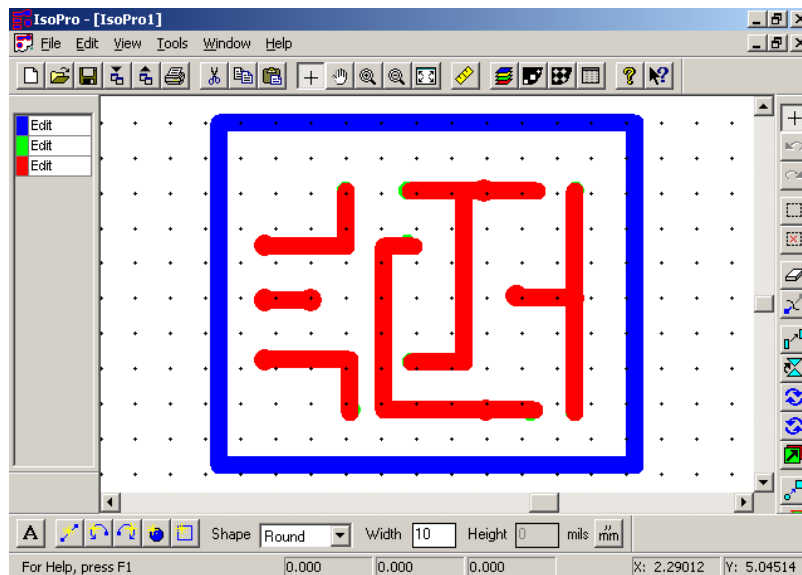 IsoPro - [IsoPro1]
File Edit View Tools Window Help
Edit
Edit
Edit
A Shape Round Width 10 Height 0 mils mm
For Help, press F1 0.000 0.000 0.000 X: 2.29012 Y: 5.04514